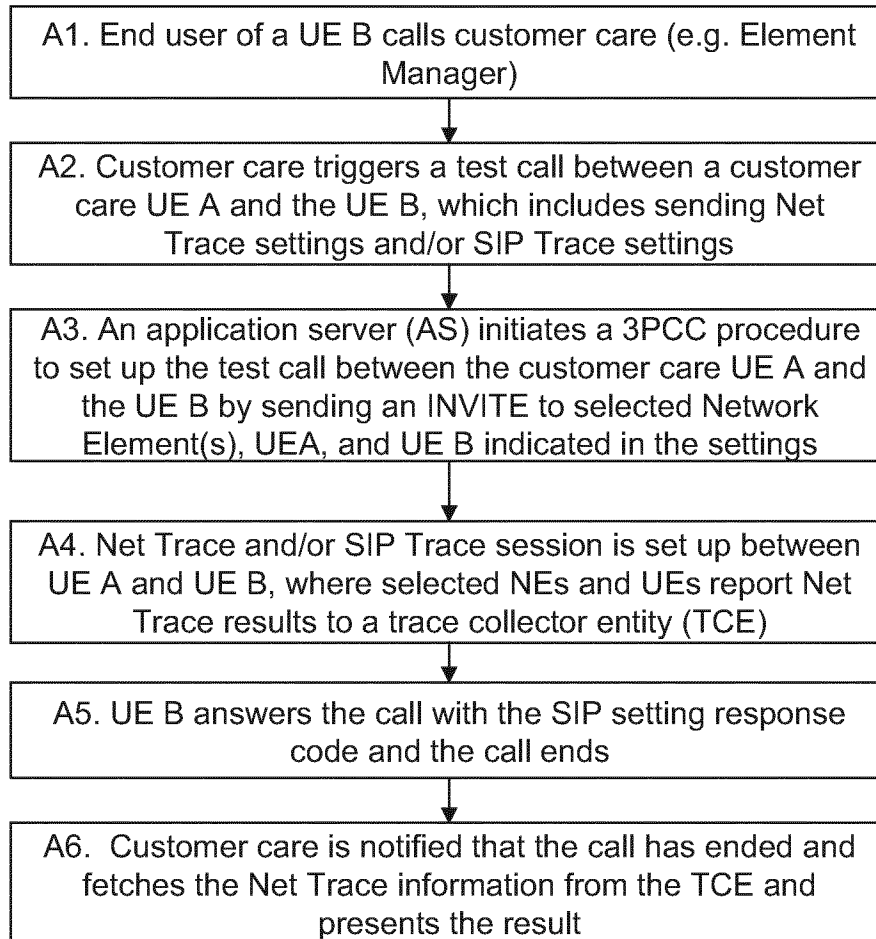 A1. End user of a UE B calls customer care (e.g. Element
Manager)
A2. Customer care triggers a test call between a customer
care UE A and the UE B, which includes sending Net
Trace settings and/or SIP Trace settings
A3. An application server (AS) initiates a 3PCC procedure
to set up the test call between the customer care UE A and
the UE B by sending an INVITE to selected Network
Element(s), UEA, and UE B indicated in the settings
A4. Net Trace and/or SIP Trace session is set up between
UE A and UE B, where selected NEs and UEs report Net
Trace results to a trace collector entity (TCE)
A5. UE B answers the call with the SIP setting response
code and the call ends
A6. Customer care is notified that the call has ended and
fetches the Net Trace information from the TCE and
presents the result